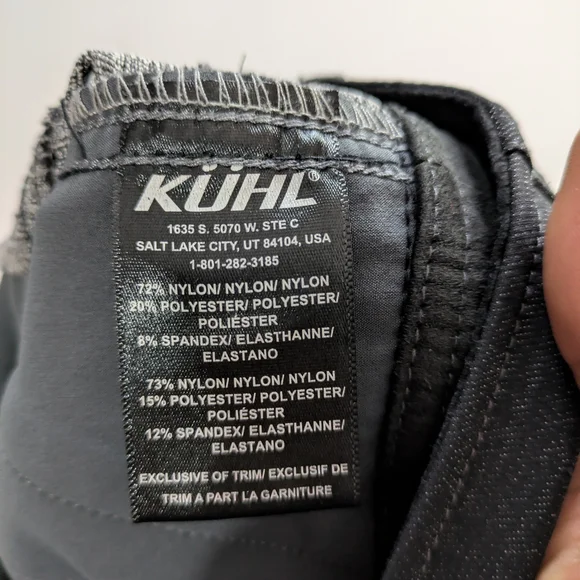 KÜHL®
1635 S. 5070 W. STE C
SALT LAKE CITY, UT 84104, USA
1-801-282-3185
72% NYLON/ NYLON/ NYLON
20% POLYESTER/ POLYESTER/
POLIÉSTER
8% SPANDEX/ ELASTHANNE/
ELASTANO
73% NYLON/ NYLON/ NYLON
15% POLYESTER/ POLYESTER/
POLIÉSTER
12% SPANDEX/ ELASTHANNE/
ELASTANO
EXCLUSIVE OF TRIM/ EXCLUSIF DE
TRIM A PART LA GARNITURE